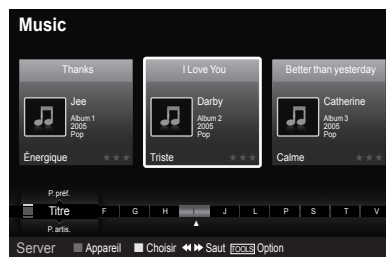 Music
Thanks
I Love You
Better than yesterday
Jee
Album 1
2005
Pop
Énergique
Darby
Album 2
2005
Pop
Triste
Catherine
Album 3
2005
Pop
Calme
P. préf.
Titre F G H I J L P S T V
P. artis.
Server Appareil Choisir Saut TOOLS Option